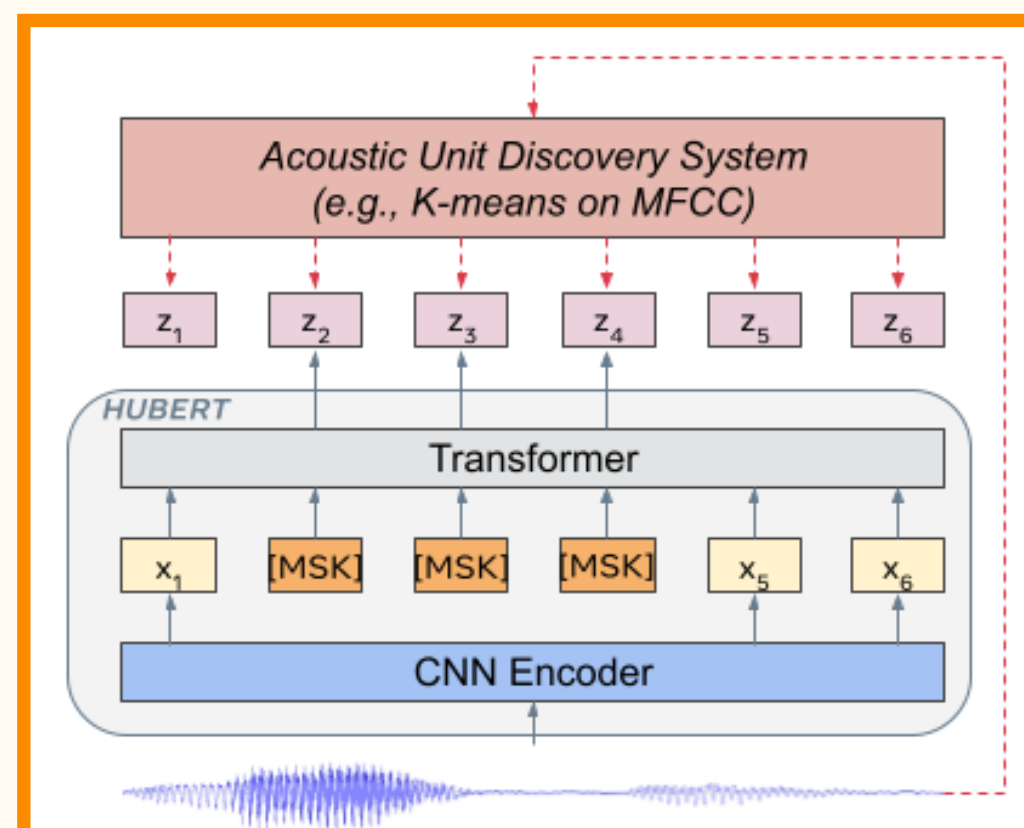 Acoustic Unit Discovery System
(e.g., K-means on MFCC)
z1 z2 z3 z4 z5 z6
HUBERT
Transformer
x1 [MSK] [MSK] [MSK] x5 x6
CNN Encoder